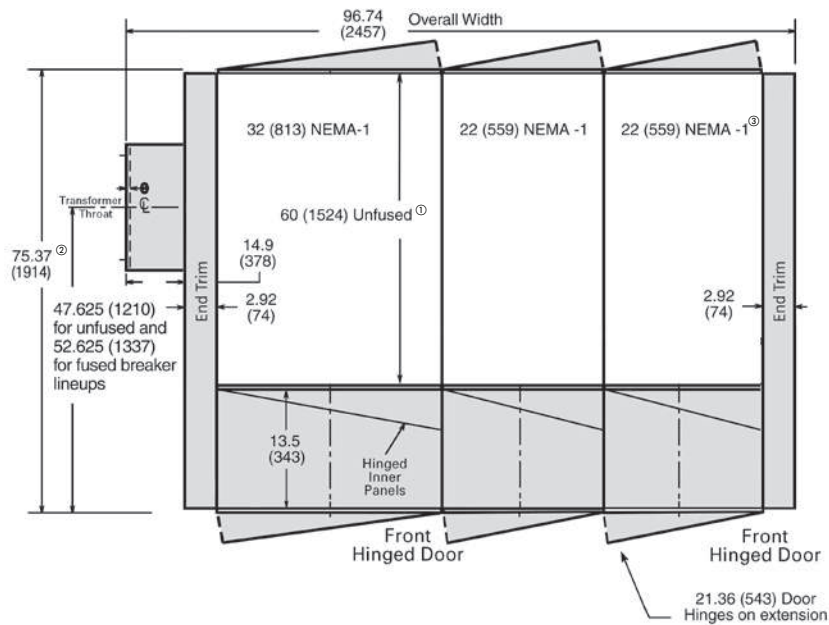 96.74 Overall Width
(2457)
32 (813) NEMA-1
22 (559) NEMA -1
22 (559) NEMA -1③
60 (1524) Unfused ①
Transformer
Throat
℄
75.37 ②
(1914)
14.9
(378)
End Trim
2.92
(74)
2.92
(74)
End Trim
47.625 (1210)
for unfused and
52.625 (1337)
for fused breaker
lineups
13.5
(343)
Hinged
Inner
Panels
Front
Hinged Door
Front
Hinged Door
21.36 (543) Door
Hinges on extension